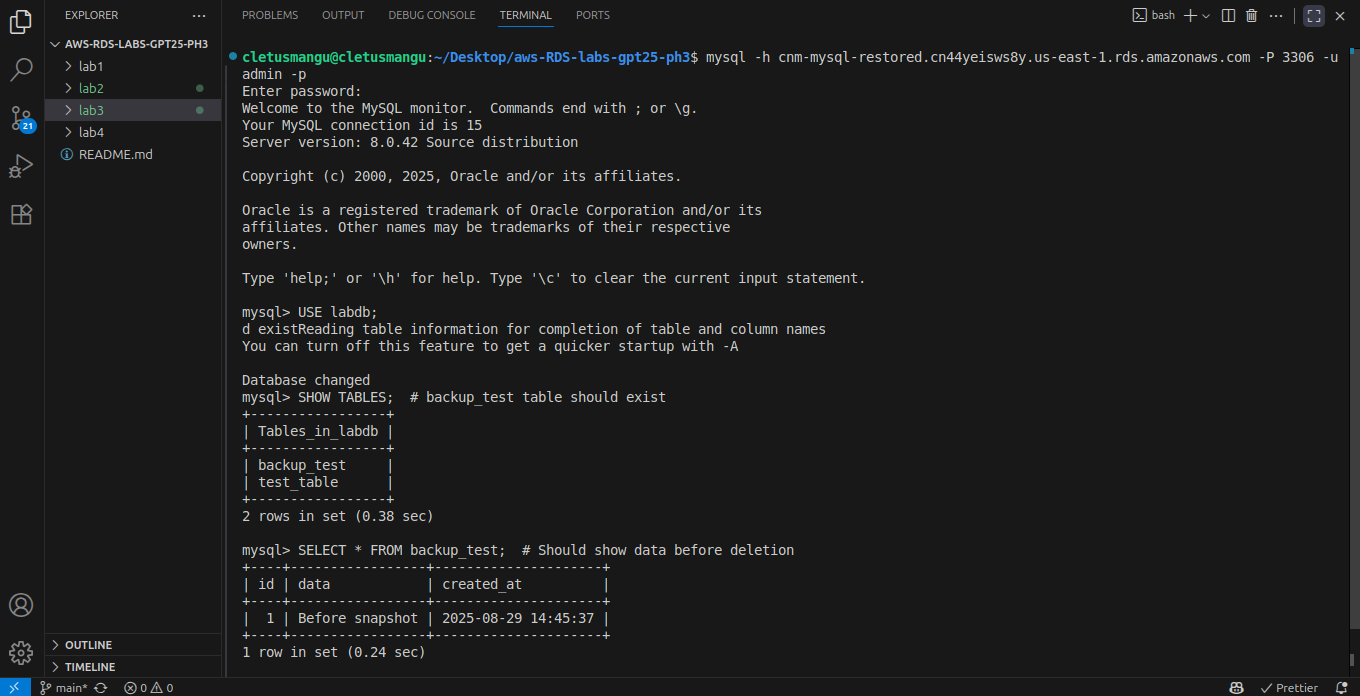 EXPLORER
AWS-RDS-LABS-GPT25-PH3
lab1
lab2
lab3
lab4
README.md
21
OUTLINE
TIMELINE
PROBLEMS OUTPUT DEBUG CONSOLE TERMINAL PORTS
bash
cletusmangu@cletusmangu:~/Desktop/aws-RDS-labs-gpt25-ph3$ mysql -h cnm-mysql-restored.cn44yeisws8y.us-east-1.rds.amazonaws.com -P 3306 -u
admin -p
Enter password:
Welcome to the MySQL monitor.  Commands end with ; or \g.
Your MySQL connection id is 15
Server version: 8.0.42 Source distribution
Copyright (c) 2000, 2025, Oracle and/or its affiliates.
Oracle is a registered trademark of Oracle Corporation and/or its
affiliates. Other names may be trademarks of their respective
owners.
Type 'help;' or '\h' for help. Type '\c' to clear the current input statement.
mysql> USE labdb;
d existReading table information for completion of table and column names
You can turn off this feature to get a quicker startup with -A
Database changed
mysql> SHOW TABLES;  # backup_test table should exist
+-----------------+
| Tables_in_labdb |
+-----------------+
| backup_test     |
| test_table      |
+-----------------+
2 rows in set (0.38 sec)
mysql> SELECT * FROM backup_test;  # Should show data before deletion
+----+-----------------+---------------------+
| id | data            | created_at          |
+----+-----------------+---------------------+
|  1 | Before snapshot | 2025-08-29 14:45:37 |
+----+-----------------+---------------------+
1 row in set (0.24 sec)
main* 0 0 Prettier